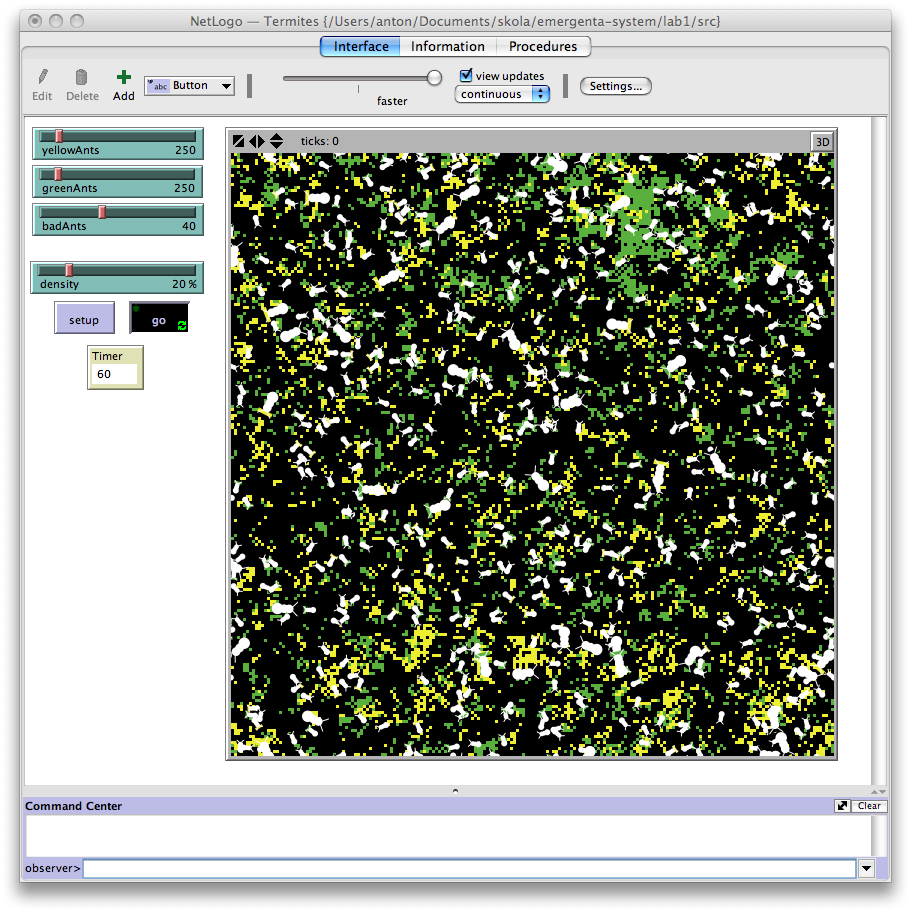 NetLogo — Termites {/Users/anton/Documents/skola/emergenta-system/lab1/src}
Interface Information Procedures
Edit Delete Add abc Button faster view updates continuous Settings...
yellowAnts 250
greenAnts 250
badAnts 40
density 20 %
setup go
Timer
60
ticks: 0 3D
Command Center Clear
observer>